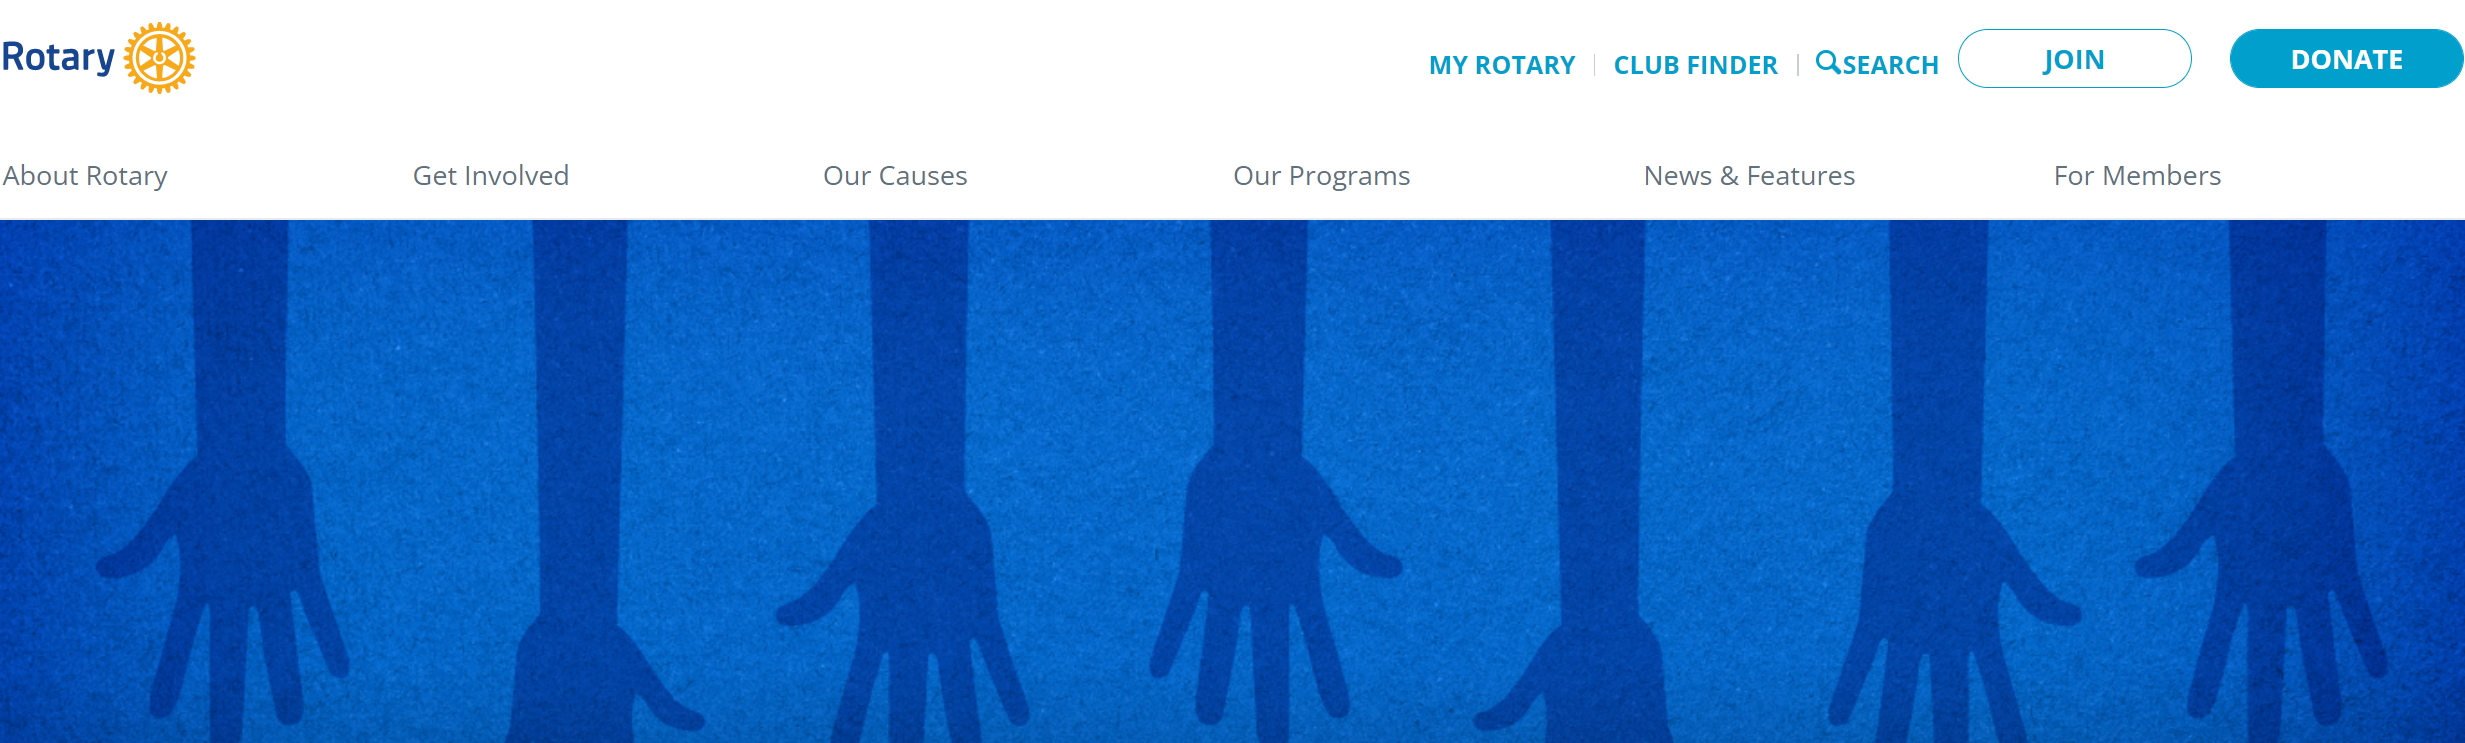 Rotary
MY ROTARY
CLUB FINDER
SEARCH
JOIN
DONATE
About Rotary
Get Involved
Our Causes
Our Programs
News & Features
For Members